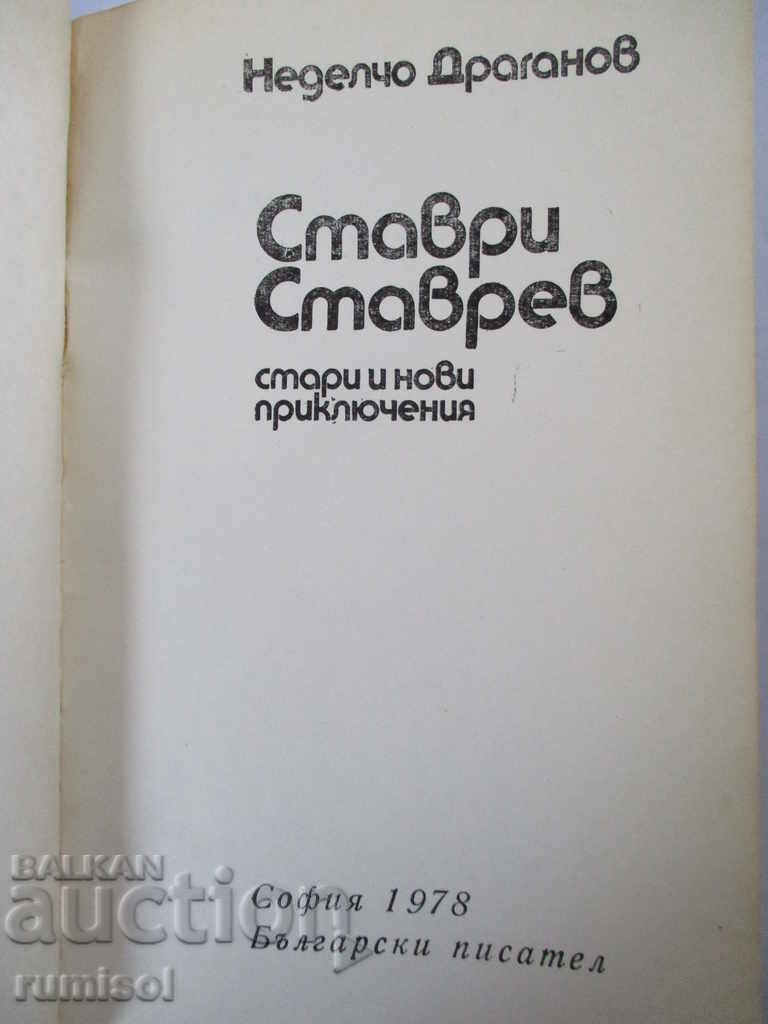 Неделчо Драганов
Ставри
Ставрев
стари и нови
приключения
София 1978
Български писател
BALKAN
auction
rumisol